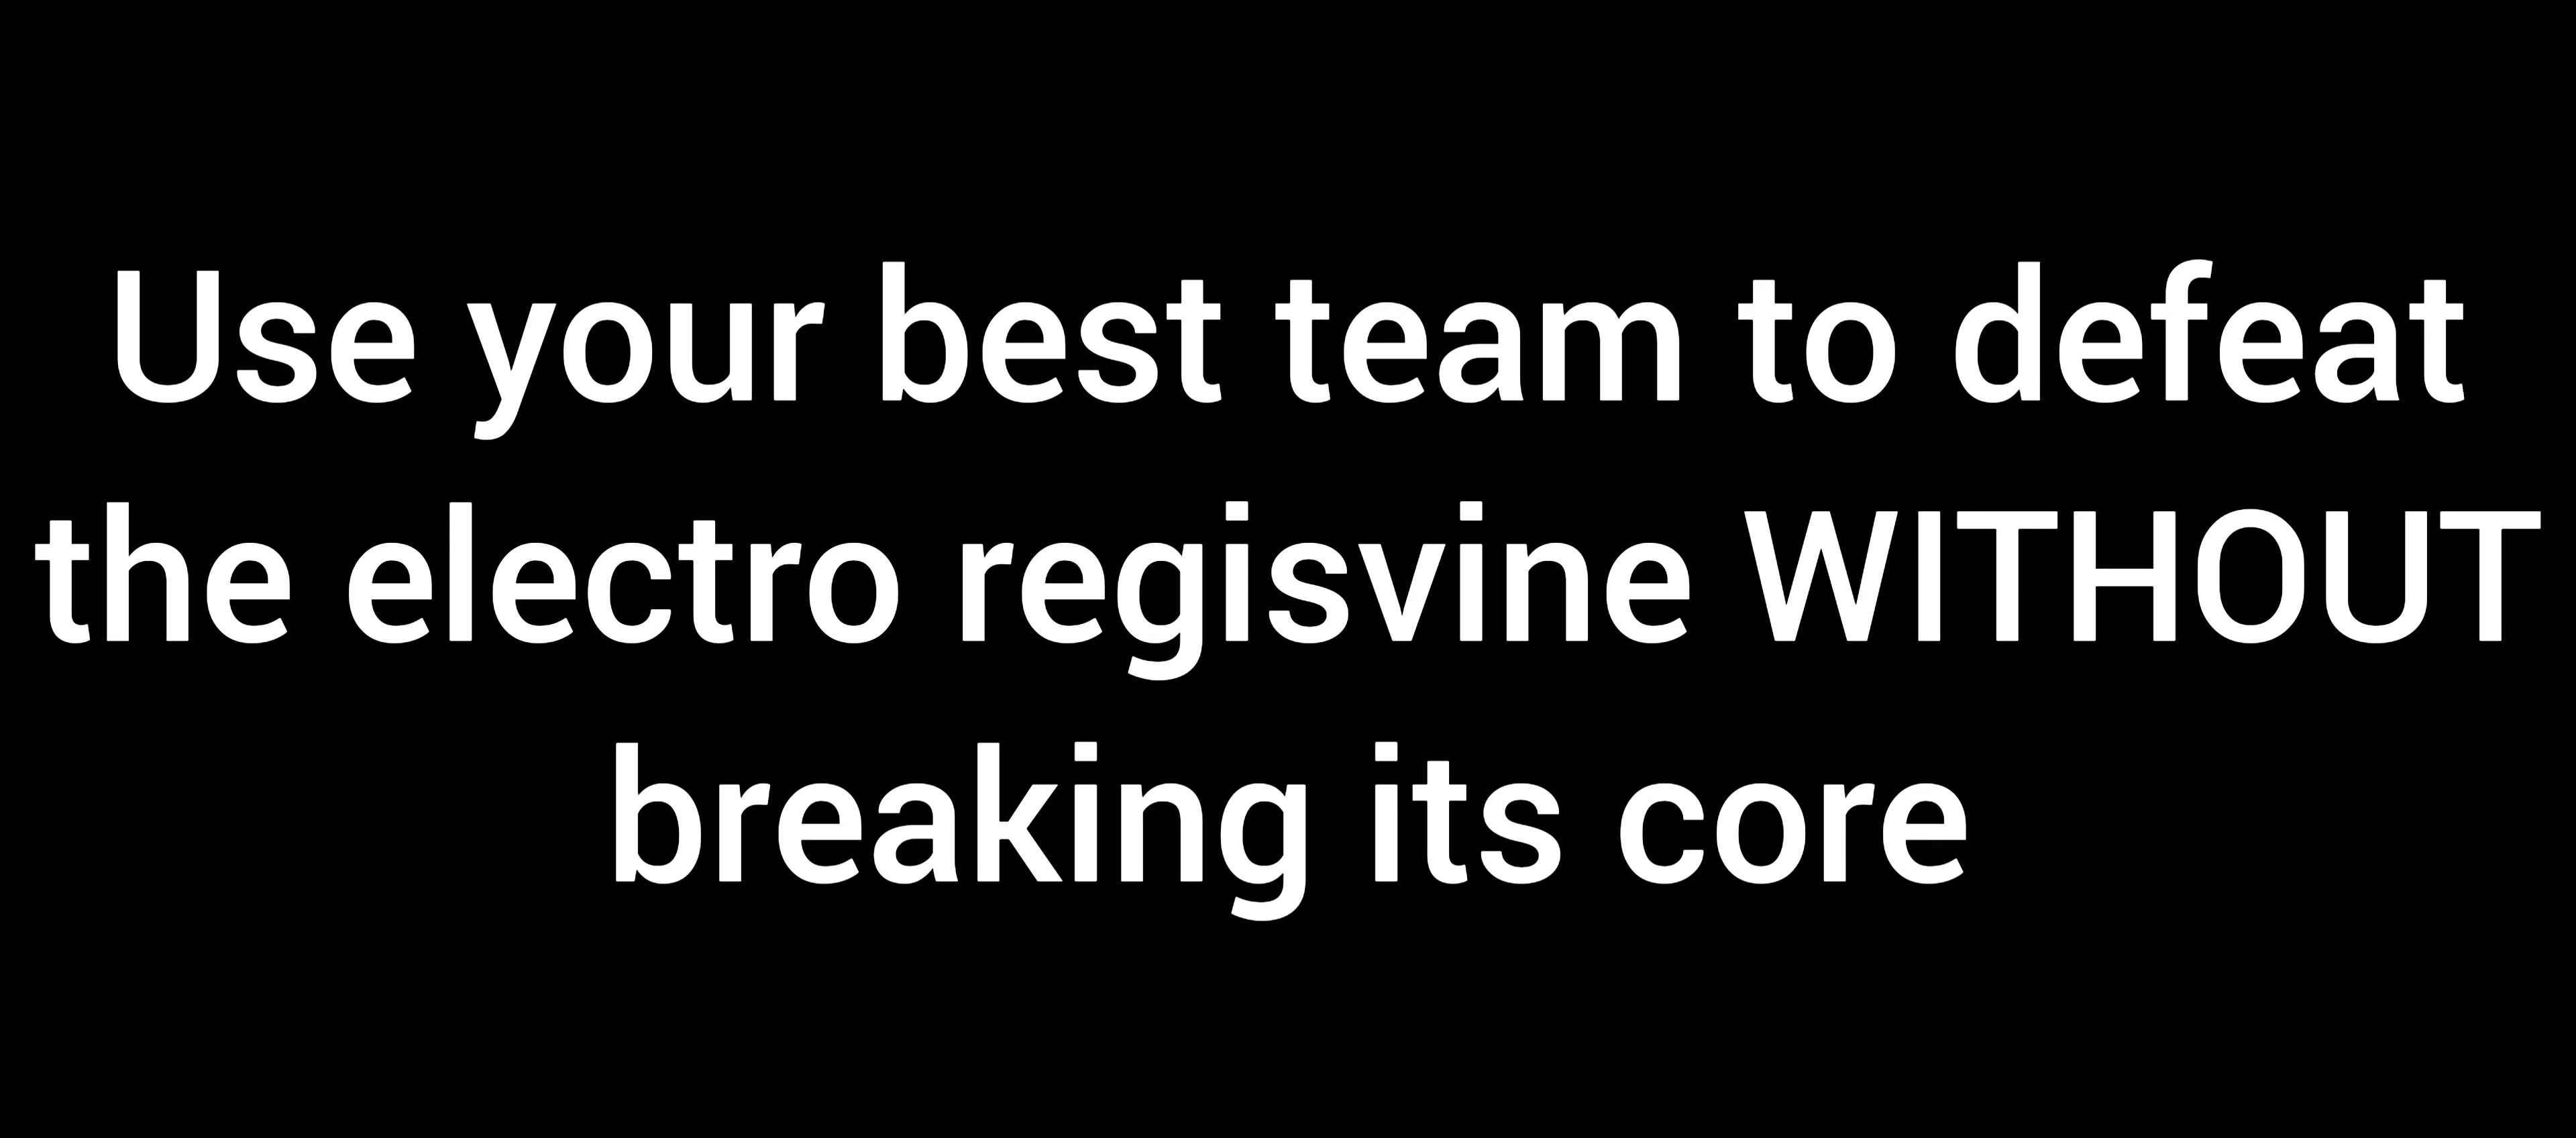 Use your best team to defeat
the electro regisvine WITHOUT
breaking its core